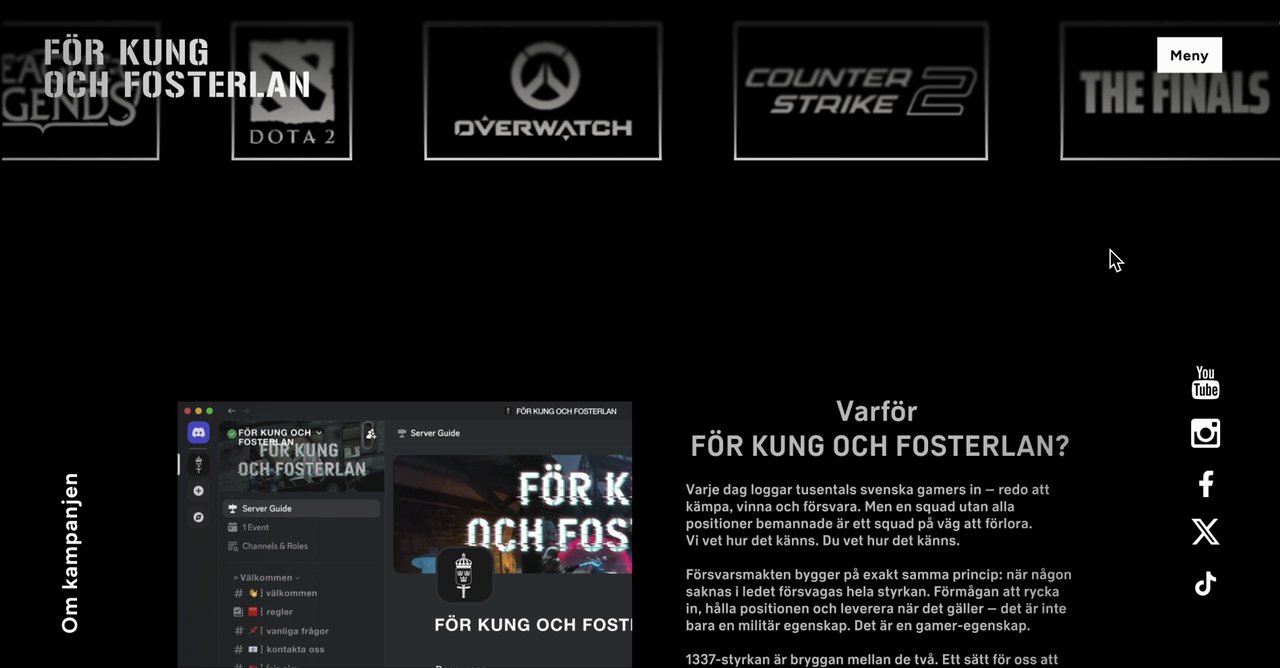 FÖR KUNG
OCH FOSTERLAN
Meny
GENDS
DOTA 2
OVERWATCH
COUNTER
STRIKE 2
THE FINALS
You
Tube
FÖR KUNG OCH FOSTERLAN
FÖR KUNG OCH
FOSTERLAN
FÖR KUNG
OCH FOSTERLAN
Server Guide
1 Event
Channels & Roles
> Välkommen
# 👋 ⁞ välkommen
🟥 ⁞ regler
# 📌 ⁞ vanliga frågor
# 📧 ⁞ kontakta oss
Server Guide
FÖR K
OCH FOS
FÖR KUNG OCH FOST
Varför
FÖR KUNG OCH FOSTERLAN?
Varje dag loggar tusentals svenska gamers in – redo att
kämpa, vinna och försvara. Men en squad utan alla
positioner bemannade är ett squad på väg att förlora.
Vi vet hur det känns. Du vet hur det känns.
Försvarsmakten bygger på exakt samma princip: när någon
saknas i ledet försvagas hela styrkan. Förmågan att rycka
in, hålla positionen och leverera när det gäller – det är inte
bara en militär egenskap. Det är en gamer-egenskap.
1337-styrkan är bryggan mellan de två. Ett sätt för oss att
Om kampanjen